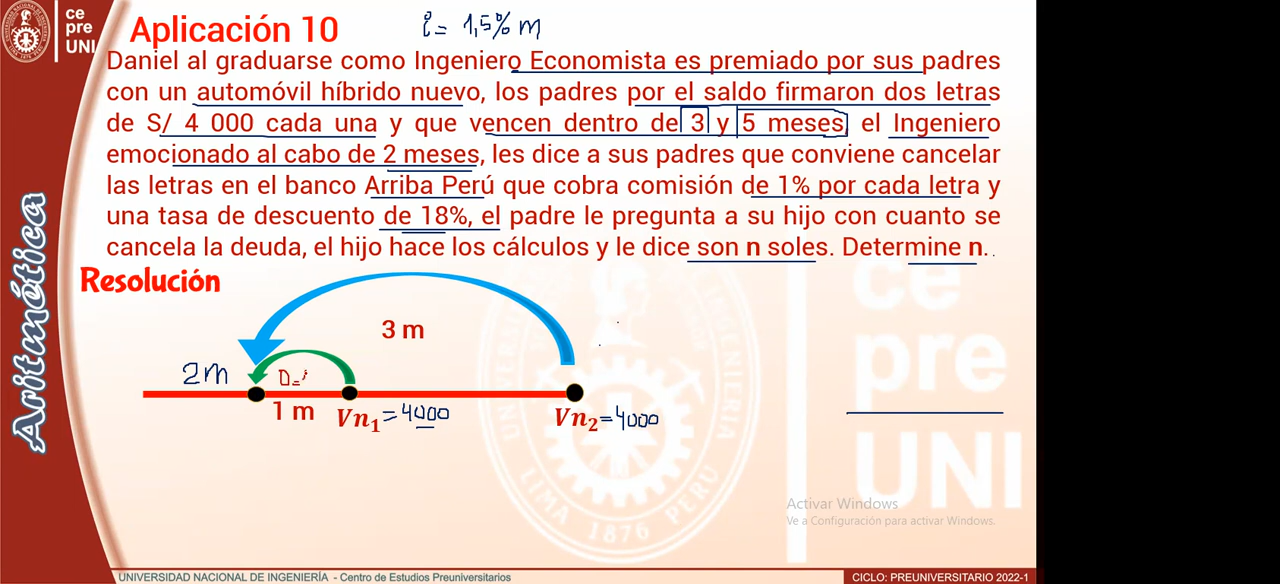 ce
pre
UNI
Aplicación 10
i = 1,5% m
Daniel al graduarse como Ingeniero Economista es premiado por sus padres
con un automóvil híbrido nuevo, los padres por el saldo firmaron dos letras
de S/ 4 000 cada una y que vencen dentro de 3 y 5 meses, el Ingeniero
emocionado al cabo de 2 meses, les dice a sus padres que conviene cancelar
las letras en el banco Arriba Perú que cobra comisión de 1% por cada letra y
una tasa de descuento de 18%, el padre le pregunta a su hijo con cuanto se
cancela la deuda, el hijo hace los cálculos y le dice son n soles. Determine n.
Aritmética
Resolución
3 m
2m
D=
1 m
Vn₁ = 4000
Vn₂ = 4000
ce
pre
UNI
LIMA 1876 PERÚ
Activar Windows
Ve a Configuración para activar Windows.
UNIVERSIDAD NACIONAL DE INGENIERÍA - Centro de Estudios Preuniversitarios
CICLO: PREUNIVERSITARIO 2022-1